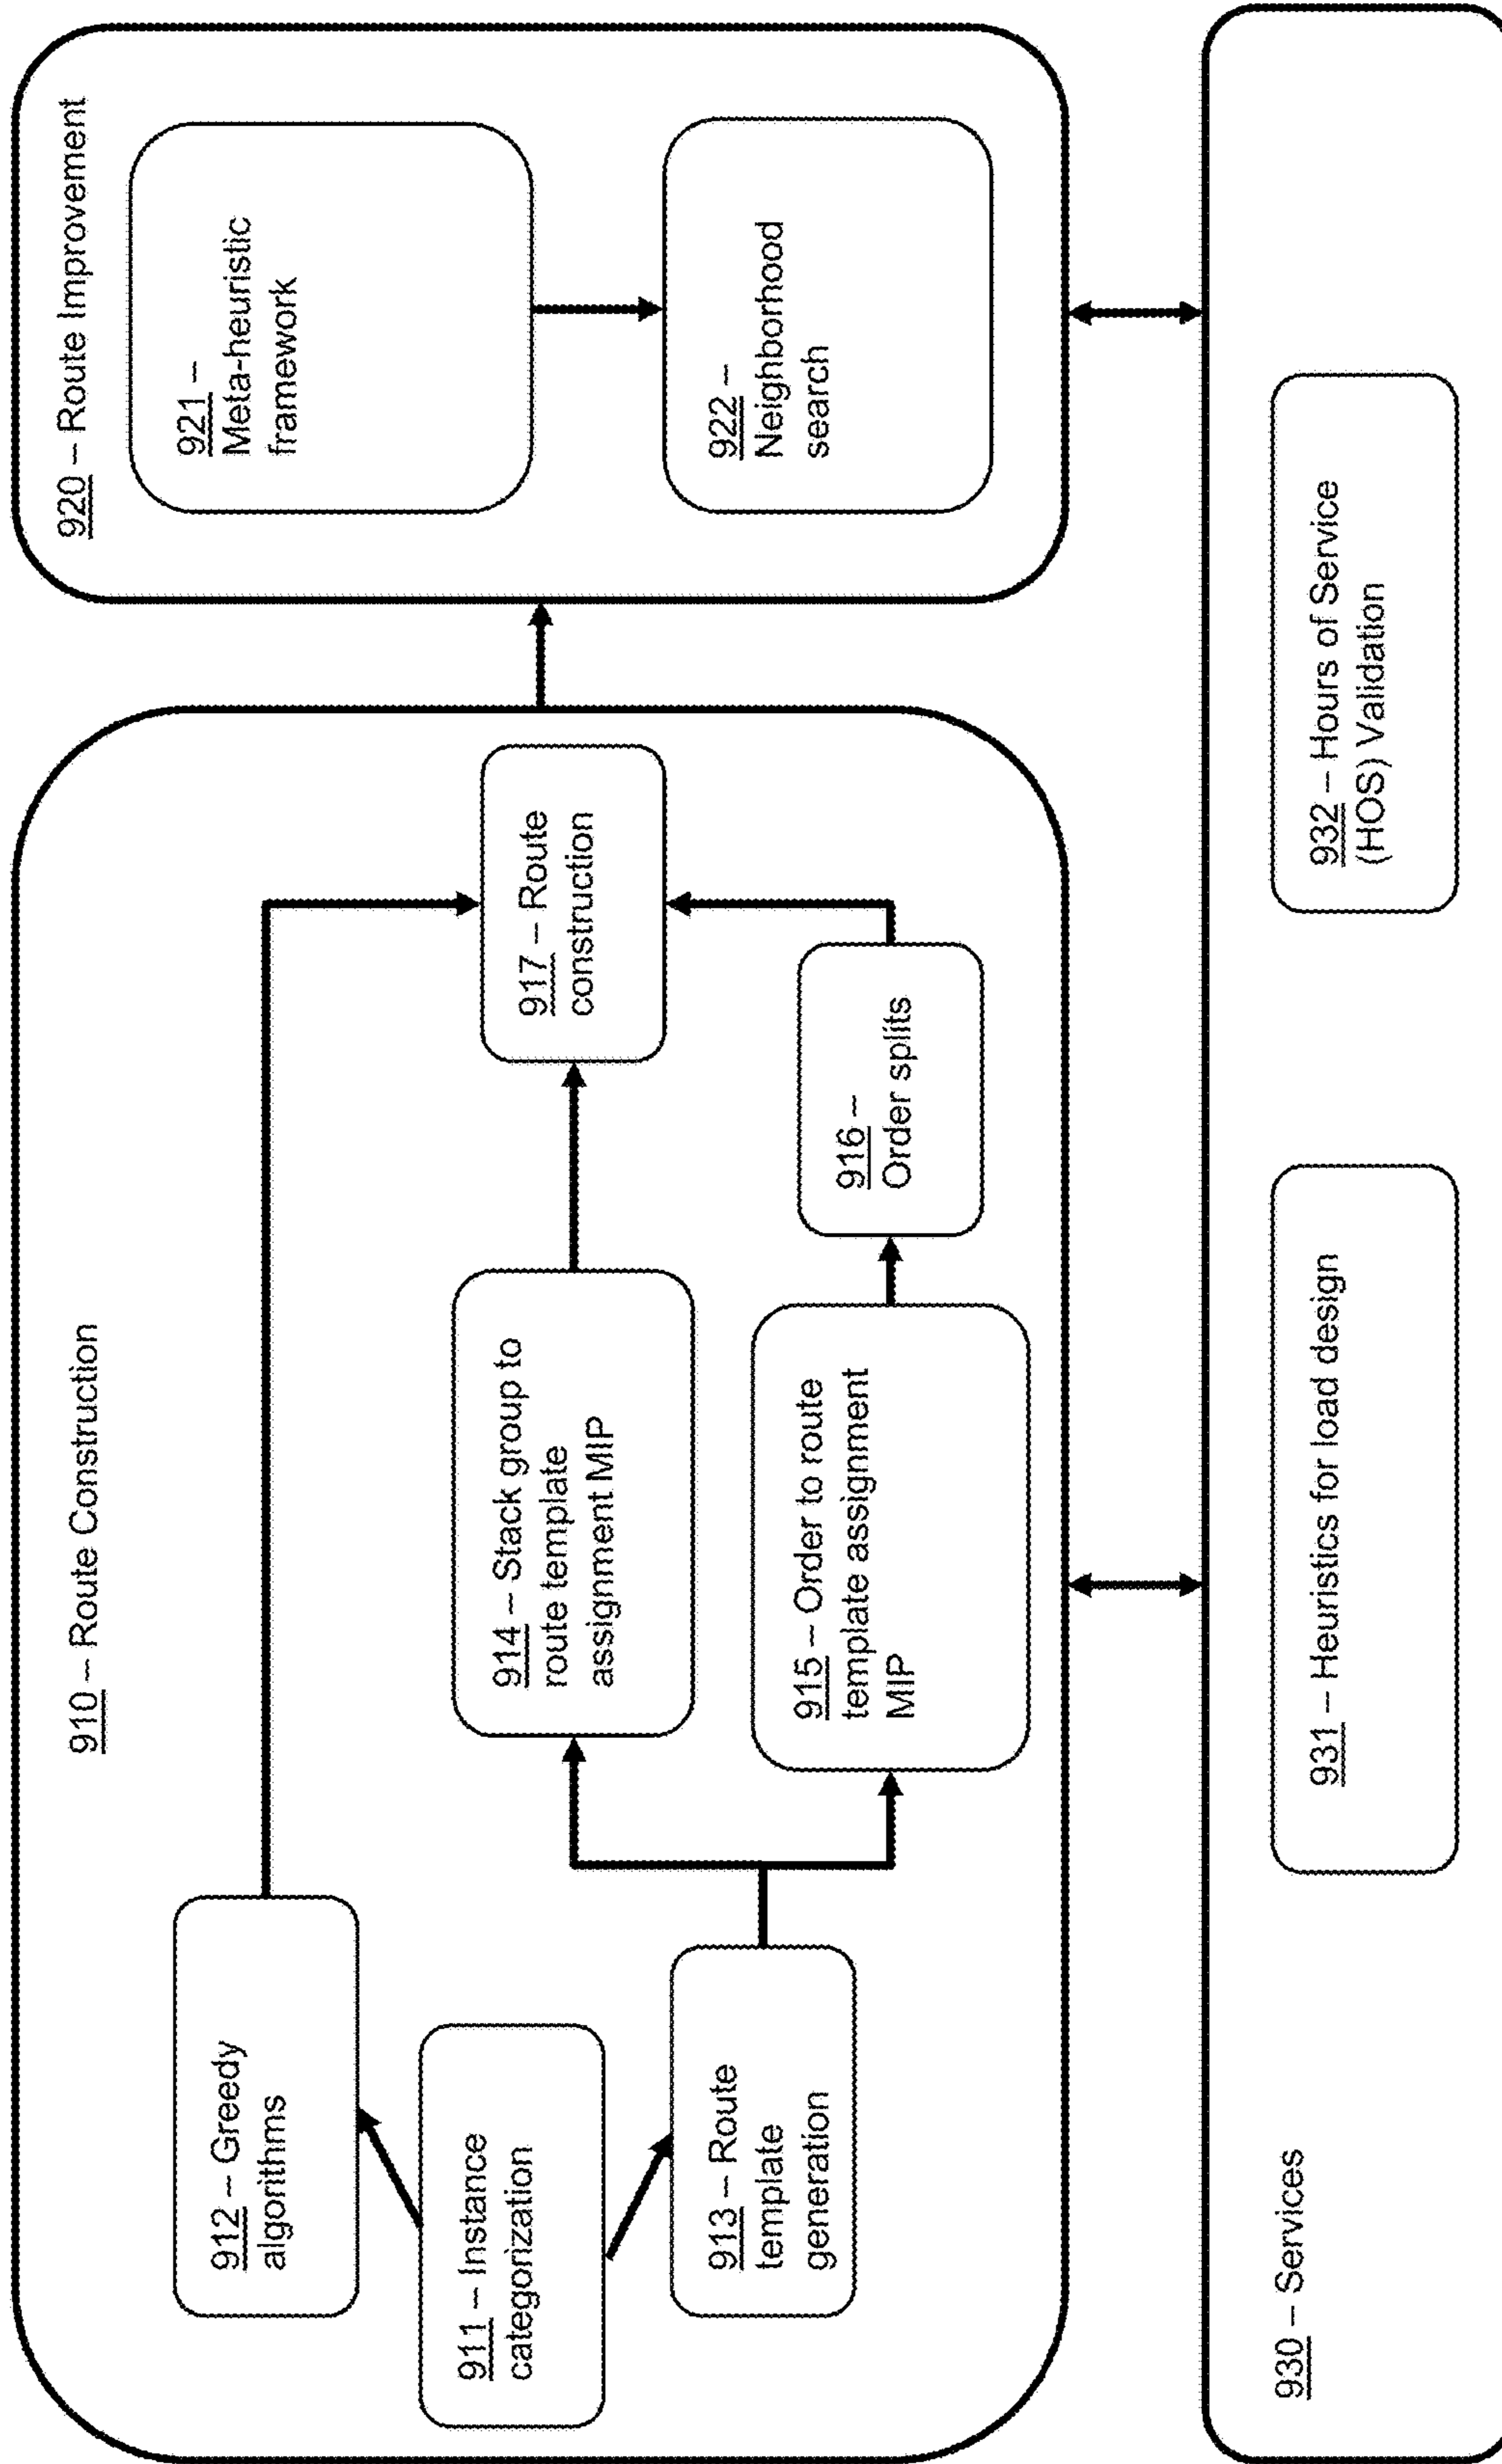 910 – Route Construction
912 – Greedy
algorithms
911 – Instance
categorization
913 – Route
template
generation
914 – Stack group to
route template
assignment MIP
915 – Order to route
template assignment
MIP
916 –
Order splits
917 – Route
construction
920 – Route Improvement
921 –
Meta-heuristic
framework
922 –
Neighborhood
search
930 – Services
931 – Heuristics for load design
932 – Hours of Service
(HOS) Validation